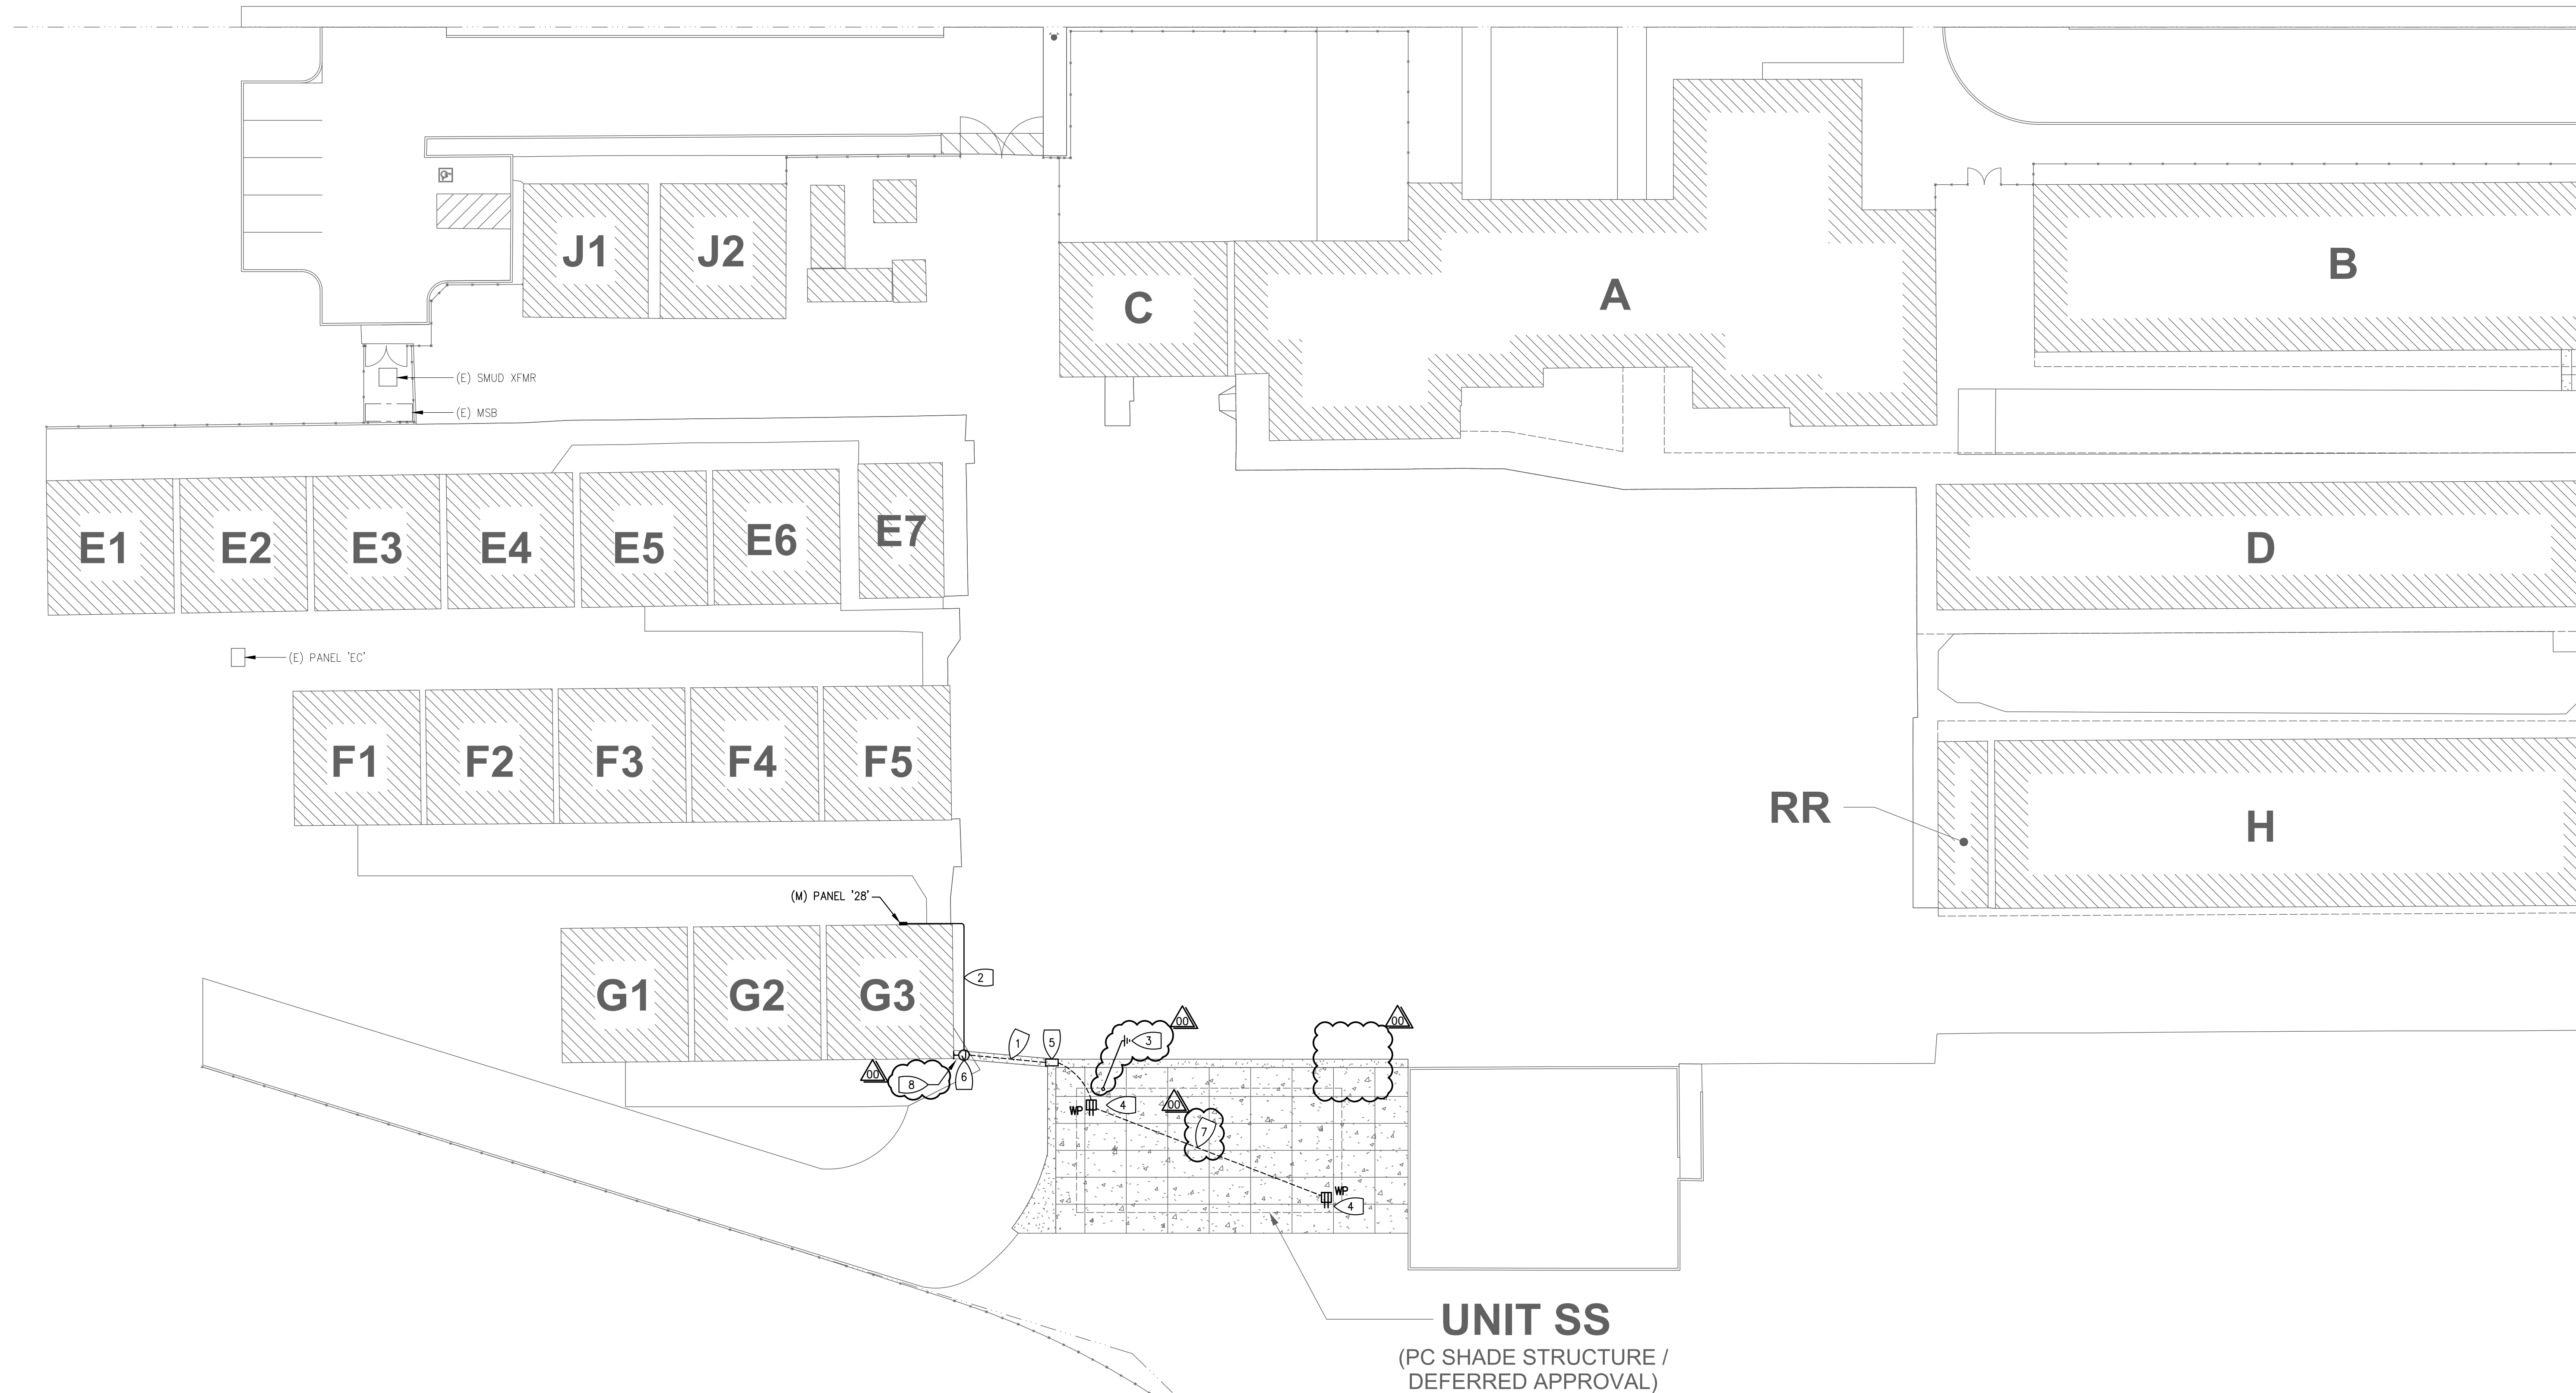 J1
J2
C
A
B
(E) SMUD XFMR
(E) MSB
E1
E2
E3
E4
E5
E6
E7
D
(E) PANEL 'EC'
F1
F2
F3
F4
F5
RR
H
(M) PANEL '28'
G1
G2
G3
2
00
00
1
5
3
00
8
6
WP
4
00
7
WP
4
UNIT SS
(PC SHADE STRUCTURE /
DEFERRED APPROVAL)